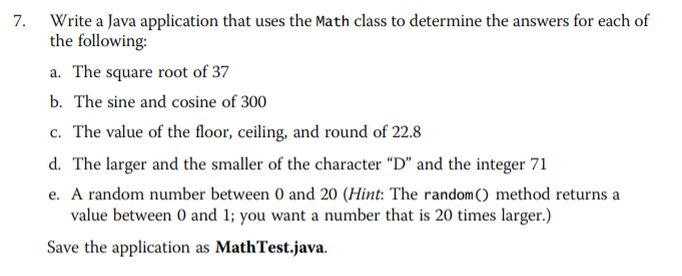 7. Write a Java application that uses the Math class to determine the answers for each of
the following:
a. The square root of 37
b. The sine and cosine of 300
c. The value of the floor, ceiling, and round of 22.8
d. The larger and the smaller of the character “D” and the integer 71
e. A random number between 0 and 20 (Hint: The random() method returns a
value between 0 and 1; you want a number that is 20 times larger.)
Save the application as MathTest.java.